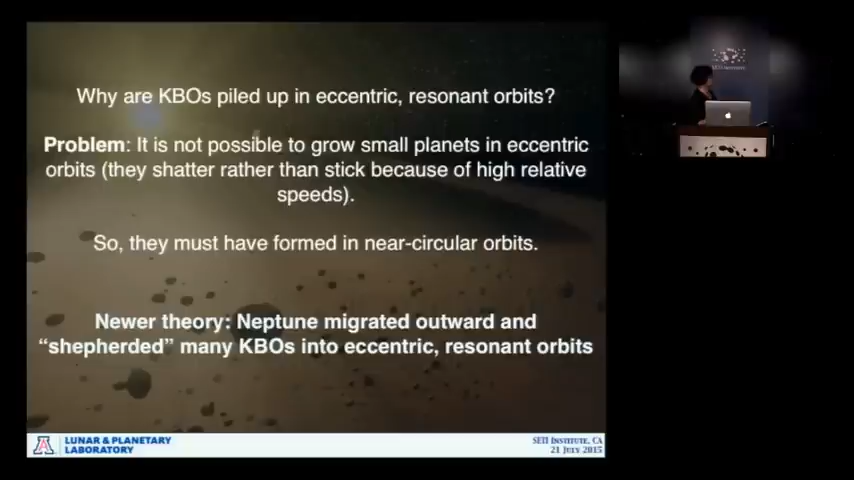 Why are KBOs piled up in eccentric, resonant orbits?
Problem: It is not possible to grow small planets in eccentric
orbits (they shatter rather than stick because of high relative
speeds).
So, they must have formed in near-circular orbits.
Newer theory: Neptune migrated outward and
“shepherded” many KBOs into eccentric, resonant orbits
A
LUNAR & PLANETARY
LABORATORY
SETI INSTITUTE, CA
21 JULY 2015
SETI INSTITUTE